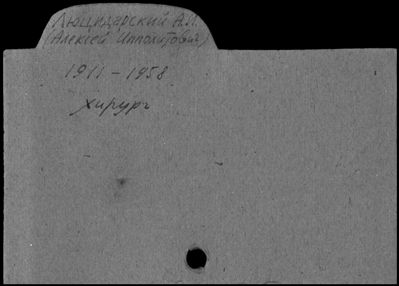 Люцидарский А.И.
(Алексей Ипполитович)
1911 - 1958
хирург